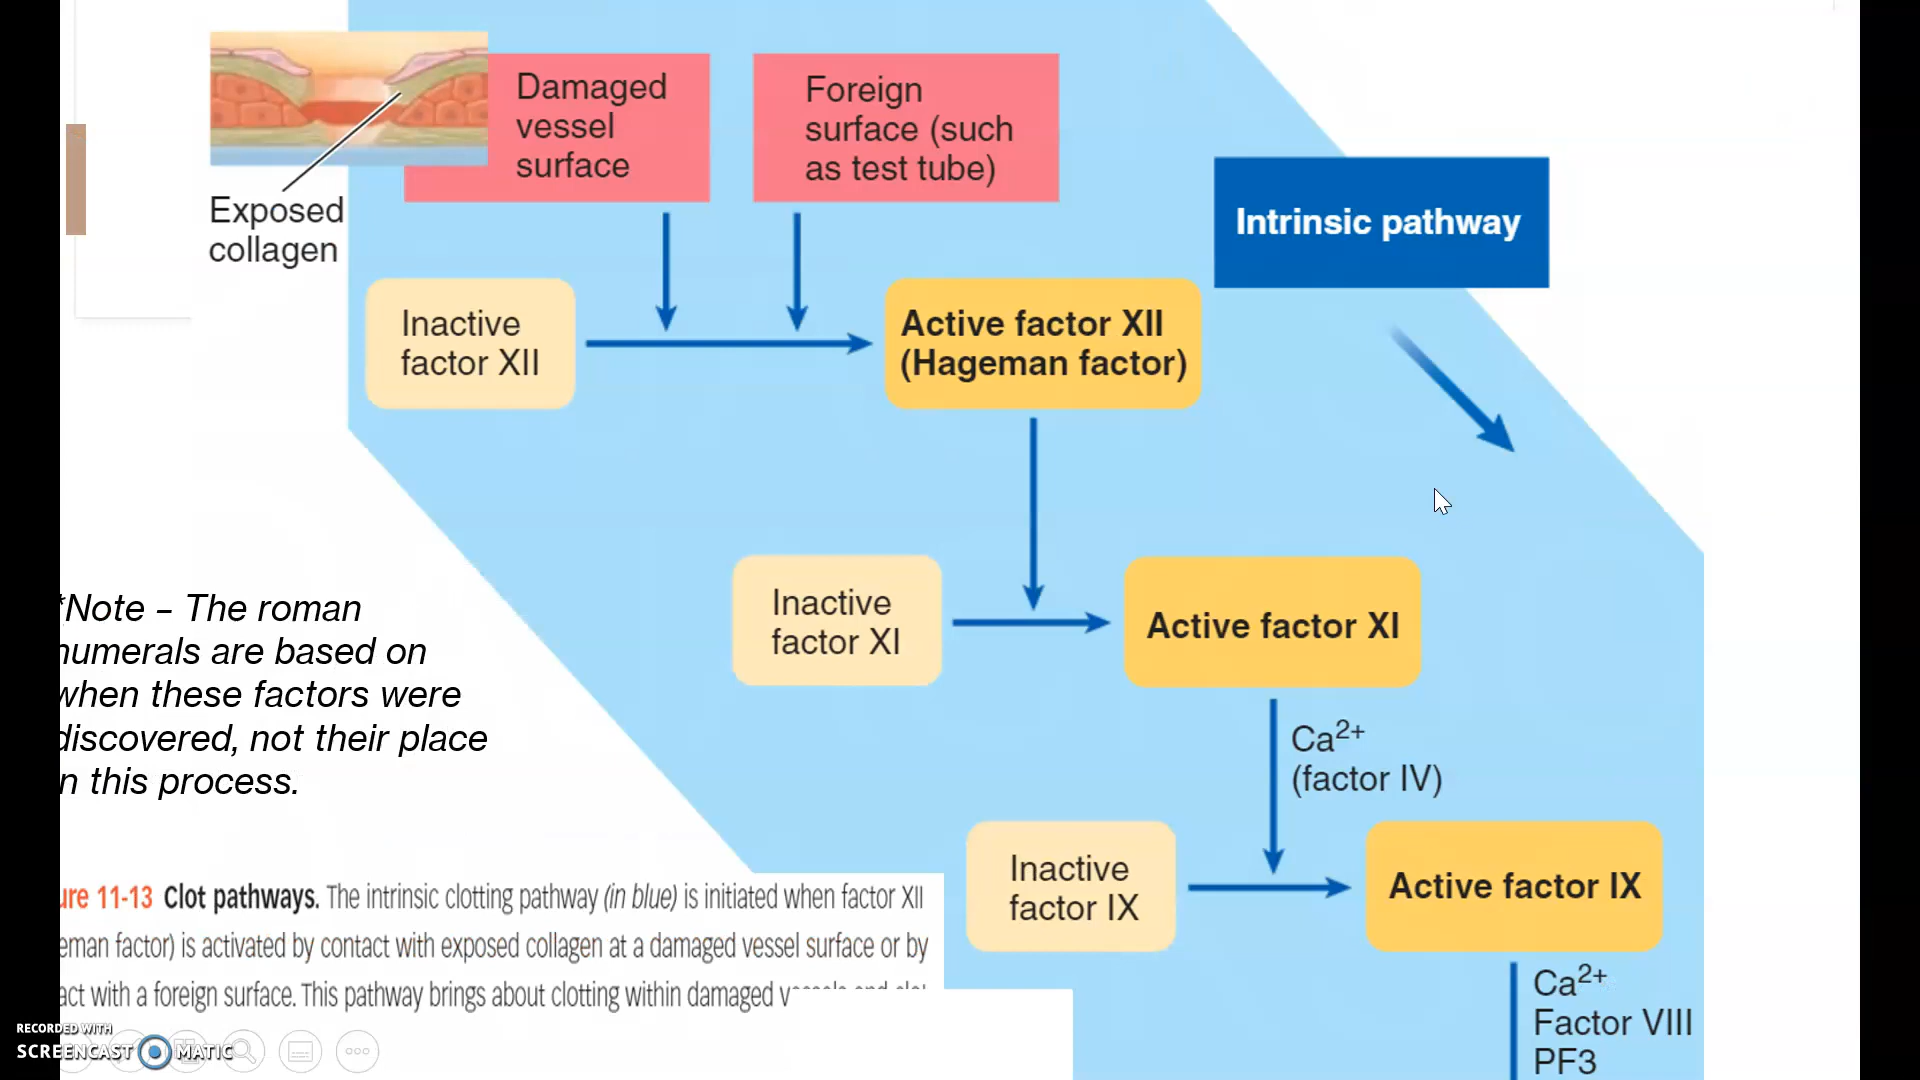 Damaged
vessel
surface
Foreign
surface (such
as test tube)
Exposed
collagen
Intrinsic pathway
Inactive
factor XII
Active factor XII
(Hageman factor)
Inactive
factor XI
Active factor XI
*Note – The roman
numerals are based on
when these factors were
discovered, not their place
n this process.
Ca2+
(factor IV)
Inactive
factor IX
Active factor IX
ure 11-13 Clot pathways. The intrinsic clotting pathway (in blue) is initiated when factor XII
eman factor) is activated by contact with exposed collagen at a damaged vessel surface or by
act with a foreign surface. This pathway brings about clotting within damaged
Ca2+
Factor VIII
PF3
RECORDED WITH
SCREENCAST MATIC